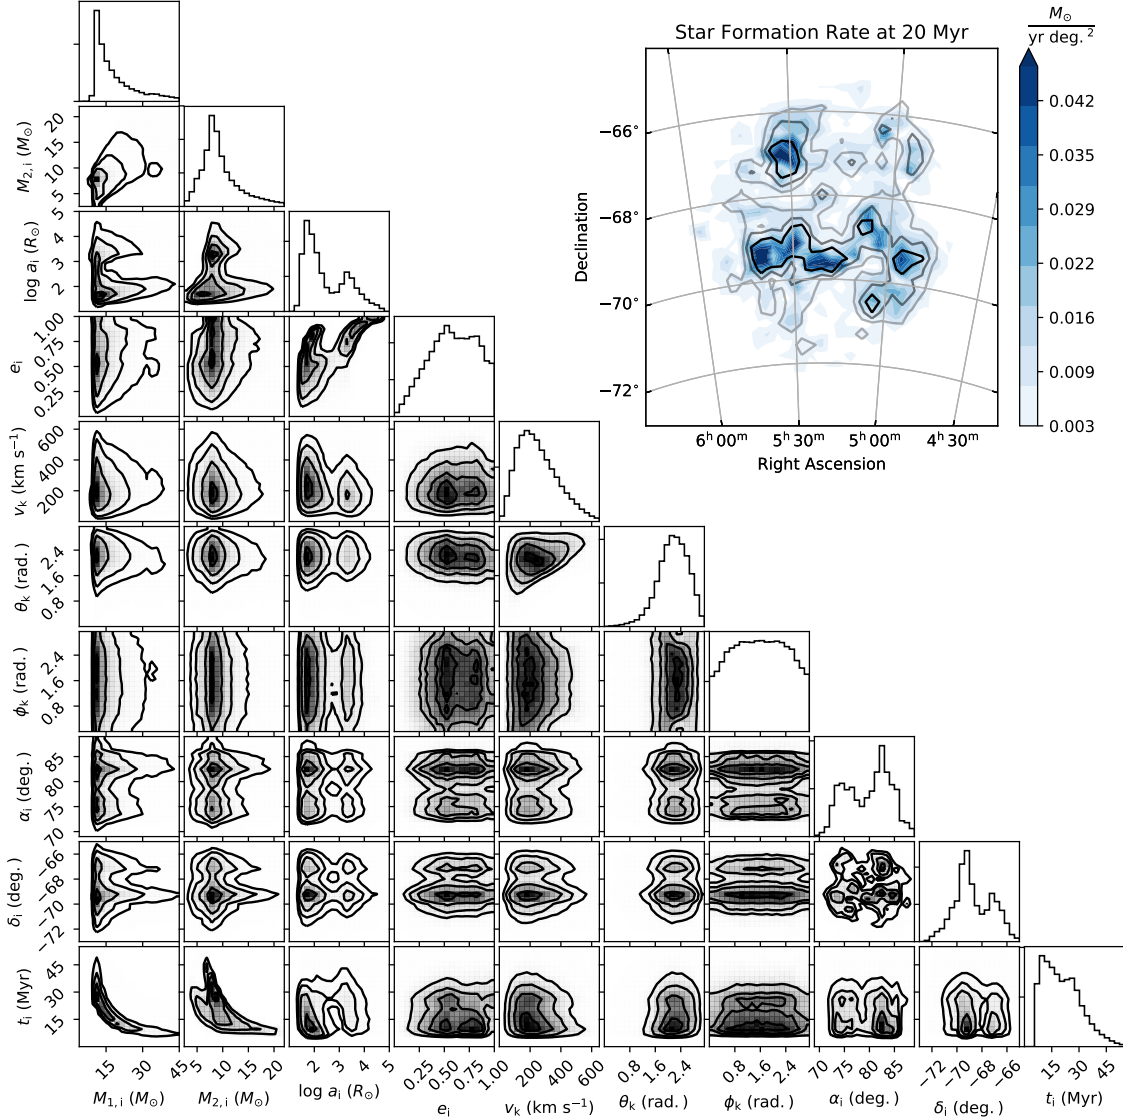 Star Formation Rate at 20 Myr
M⊙
yr deg.²
0.042
0.035
0.029
0.022
0.016
0.009
0.003
−66°
−68°
−70°
−72°
Declination
6ʰ 00ᵐ 5ʰ 30ᵐ 5ʰ 00ᵐ 4ʰ 30ᵐ
Right Ascension
M₂,ᵢ (M⊙)
20
15
10
5
log aᵢ (R⊙)
5
4
3
2
eᵢ
1.00
0.75
0.50
0.25
vₖ (km s⁻¹)
600
400
200
θₖ (rad.)
2.4
1.6
0.8
ϕₖ (rad.)
2.4
1.6
0.8
αᵢ (deg.)
85
80
75
70
δᵢ (deg.)
−66
−68
−70
−72
tᵢ (Myr)
45
30
15
15 30 45
M₁,ᵢ (M⊙)
5 10 15 20
M₂,ᵢ (M⊙)
2 3 4 5
log aᵢ (R⊙)
0.25 0.50 0.75 1.00
eᵢ
200 400 600
vₖ (km s⁻¹)
0.8 1.6 2.4
θₖ (rad.)
0.8 1.6 2.4
ϕₖ (rad.)
70 75 80 85
αᵢ (deg.)
−72 −70 −68 −66
δᵢ (deg.)
15 30 45
tᵢ (Myr)